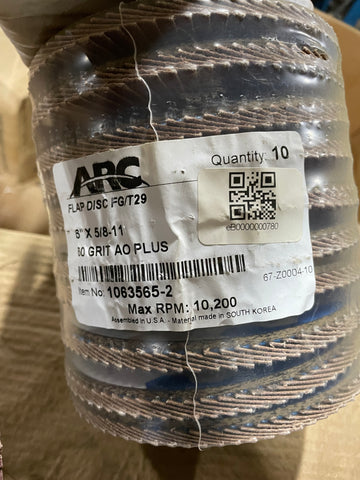 ARC
Quantity: 10
FLAP DISC FG/T29
6" X 5/8-11
GRIT AO PLUS
eB0000000780
Item No: 1063565-2
67-Z0004-10
Max RPM: 10,200
Assembled in U.S.A. - Material made in SOUTH KOREA